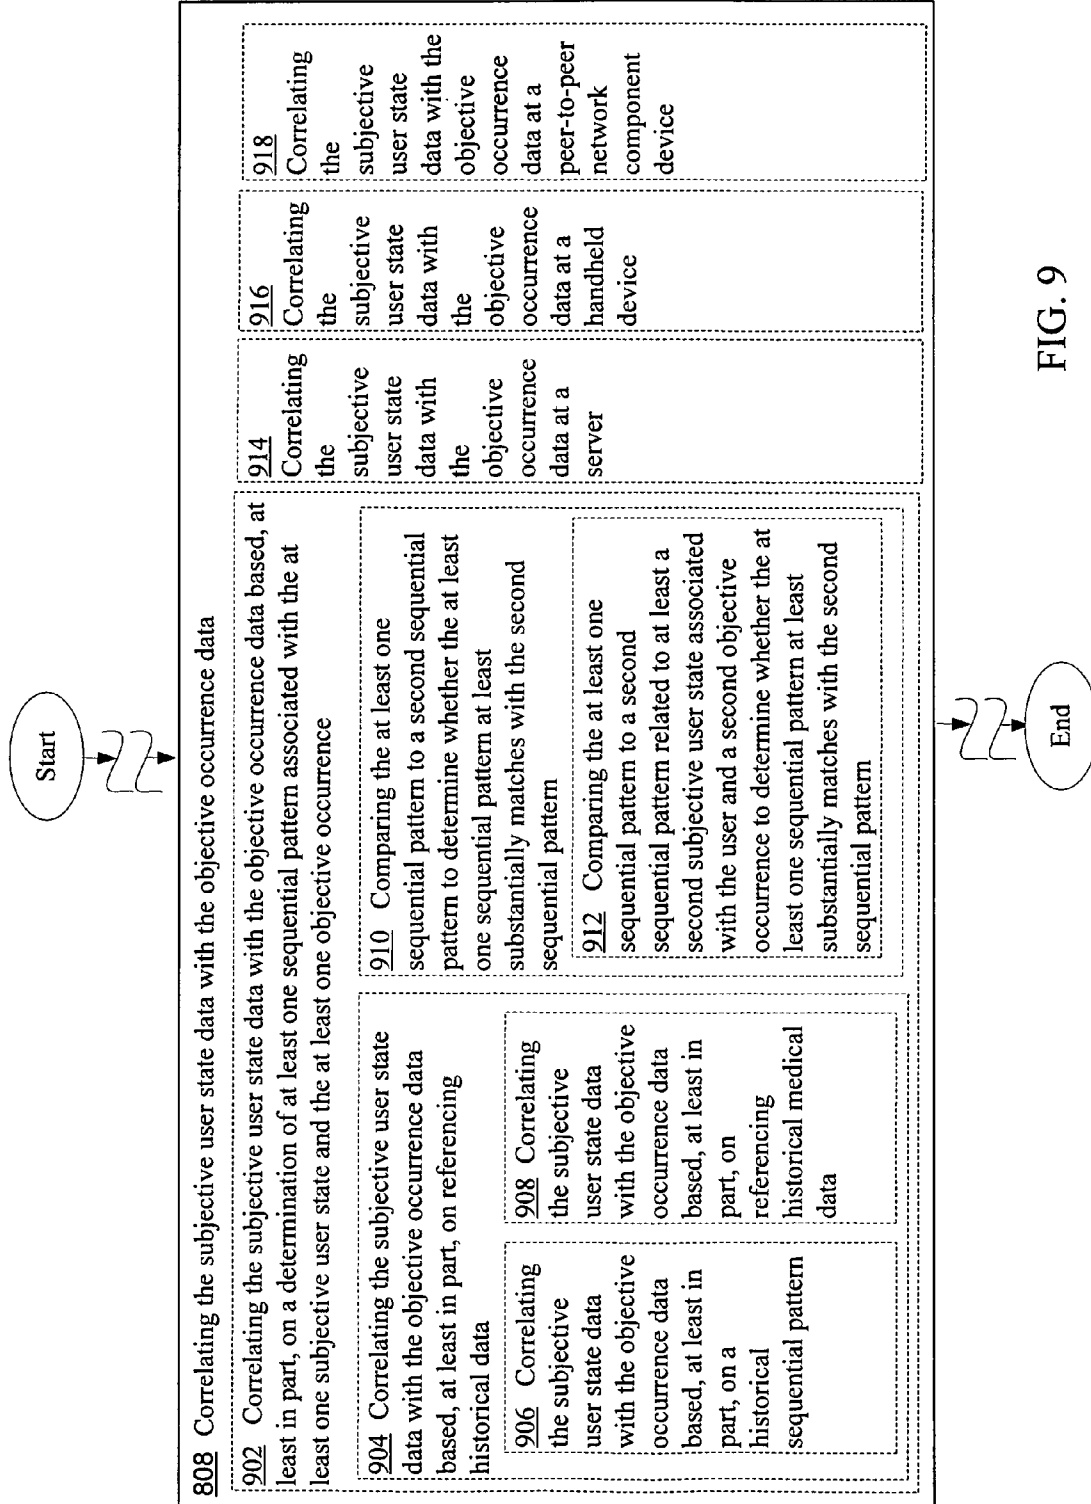 Start
808 Correlating the subjective user state data with the objective occurrence data
902 Correlating the subjective user state data with the objective occurrence data based, at
least in part, on a determination of at least one sequential pattern associated with the at
least one subjective user state and the at least one objective occurrence
904 Correlating the subjective user state
data with the objective occurrence data
based, at least in part, on referencing
historical data
906 Correlating
the subjective
user state data
with the objective
occurrence data
based, at least in
part, on a
historical
sequential pattern
908 Correlating
the subjective
user state data
with the objective
occurrence data
based, at least in
part, on
referencing
historical medical
data
910 Comparing the at least one
sequential pattern to a second sequential
pattern to determine whether the at least
one sequential pattern at least
substantially matches with the second
sequential pattern
912 Comparing the at least one
sequential pattern to a second
sequential pattern related to at least a
second subjective user state associated
with the user and a second objective
occurrence to determine whether the at
least one sequential pattern at least
substantially matches with the second
sequential pattern
914
Correlating
the
subjective
user state
data with
the
objective
occurrence
data at a
server
916
Correlating
the
subjective
user state
data with
the
objective
occurrence
data at a
handheld
device
918
Correlating
the
subjective
user state
data with the
objective
occurrence
data at a
peer-to-peer
network
component
device
End
FIG. 9